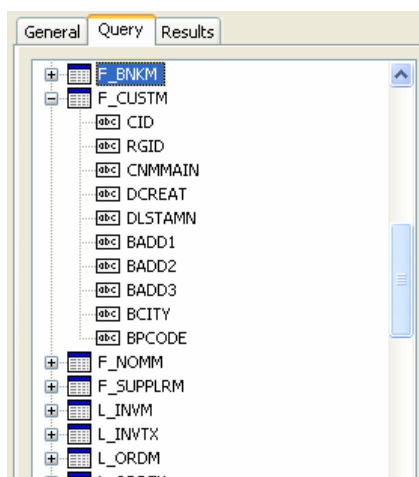 General Query Results
F_BNKM
F_CUSTM
abc CID
abc RGID
abc CNMMAIN
abc DCREAT
abc DLSTAMN
abc BADD1
abc BADD2
abc BADD3
abc BCITY
abc BPCODE
F_NOMM
F_SUPPLRM
L_INVM
L_INVTX
L_ORDM